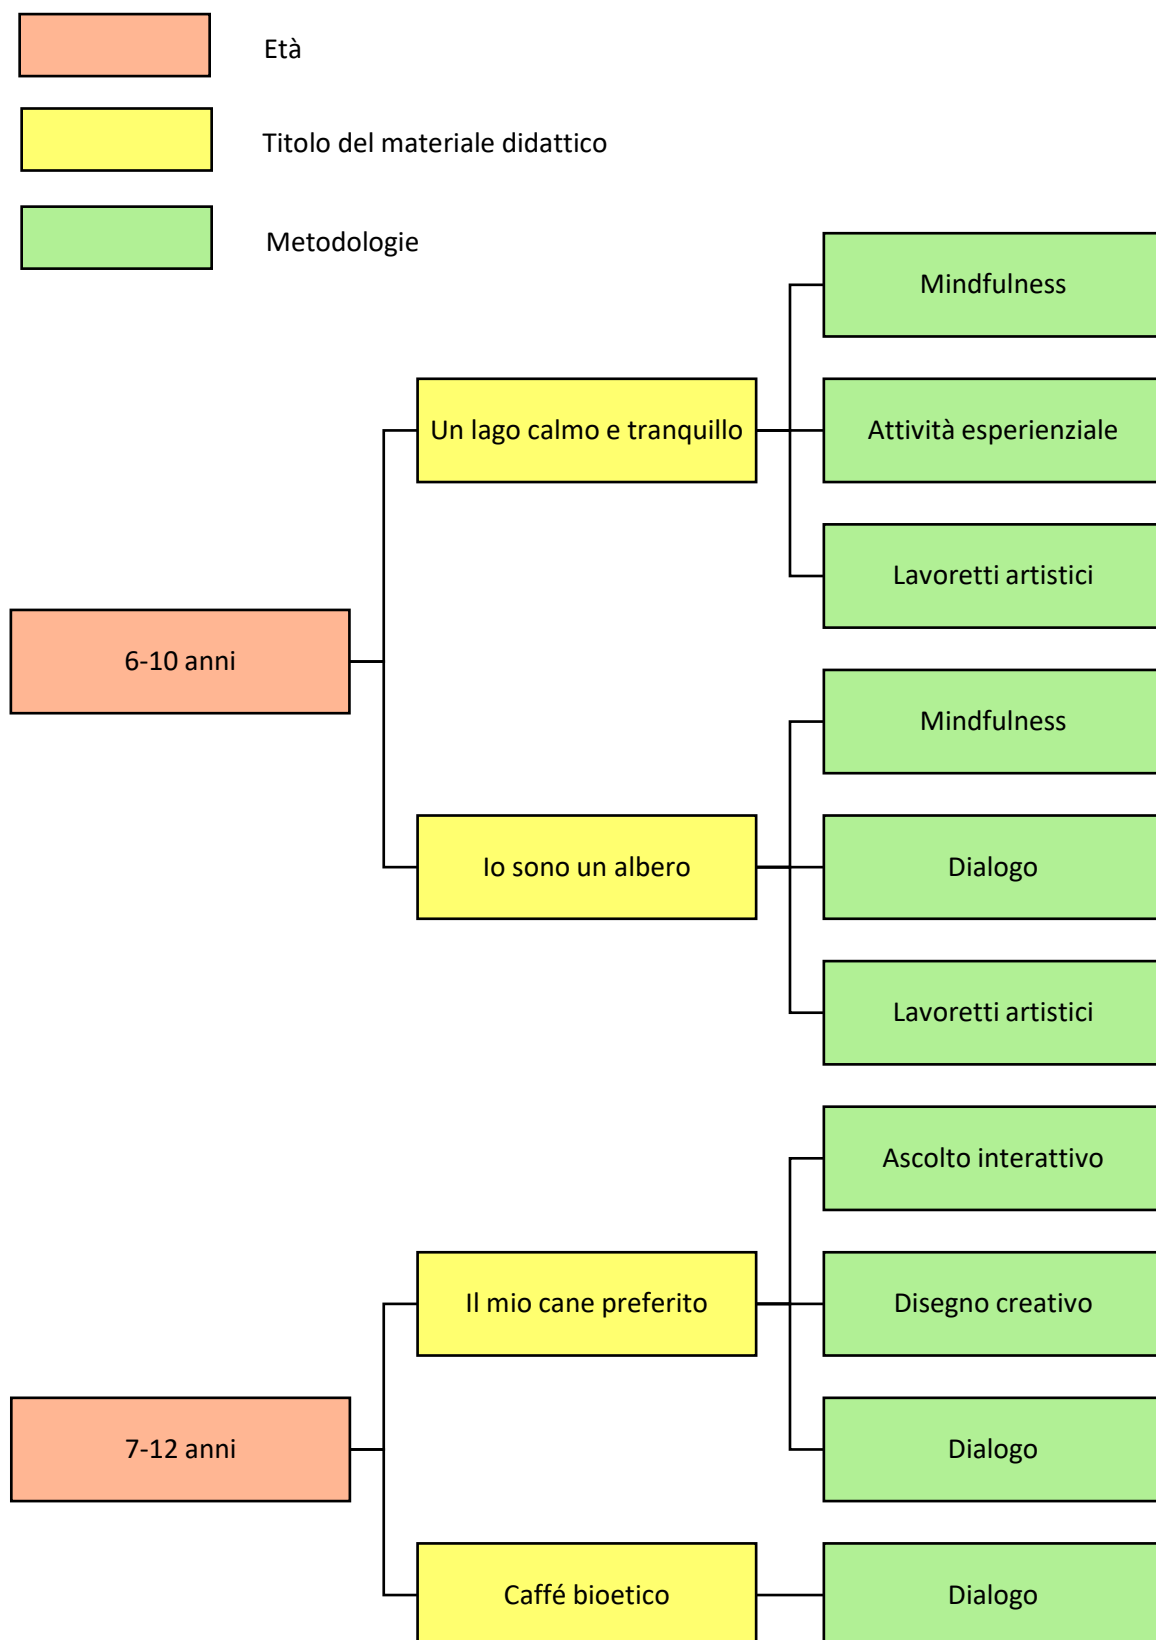 Età
Titolo del materiale didattico
Metodologie
6-10 anni
Un lago calmo e tranquillo
Mindfulness
Attività esperienziale
Lavoretti artistici
Io sono un albero
Mindfulness
Dialogo
Lavoretti artistici
7-12 anni
Il mio cane preferito
Ascolto interattivo
Disegno creativo
Dialogo
Caffé bioetico
Dialogo